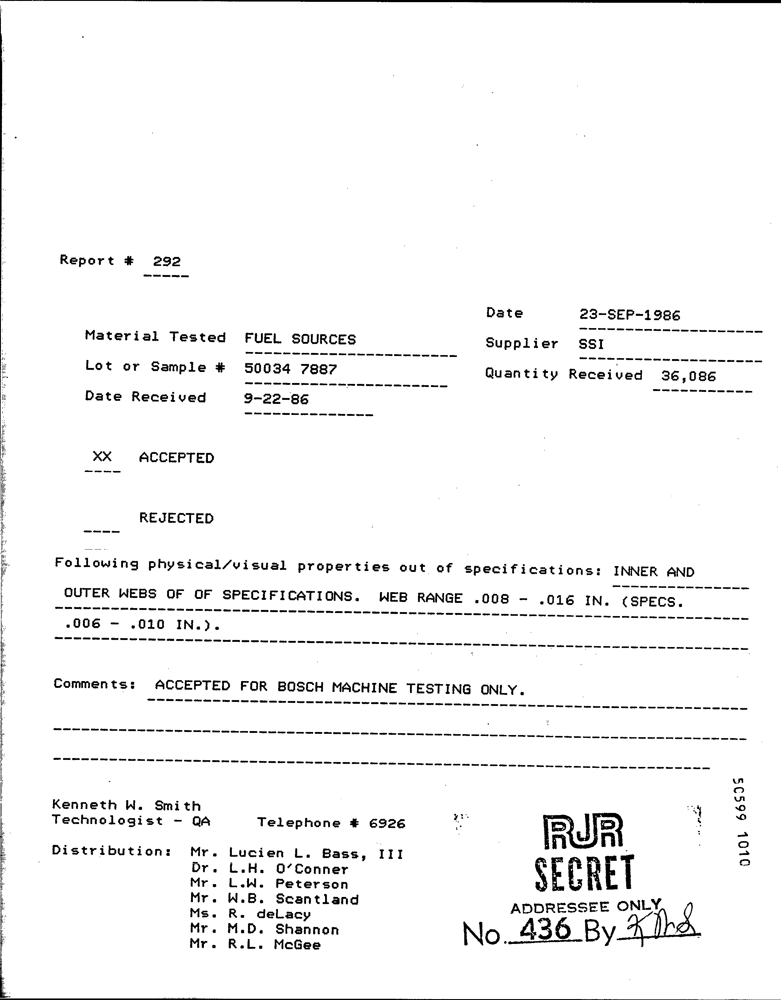 Report # 292
Date 23-SEP-1986
Material Tested FUEL SOURCES
Supplier SSI
Lot or Sample # 50034 7887
Quantity Received 36,086
Date Received 9-22-86
XX ACCEPTED
REJECTED
Following physical/visual properties out of specifications: INNER AND
OUTER WEBS OF OF SPECIFICATIONS. WEB RANGE .008 - .016 IN. (SPECS.
.006 - .010 IN.).
Comments: ACCEPTED FOR BOSCH MACHINE TESTING ONLY.
Kenneth W. Smith
Technologist - QA Telephone # 6926
Distribution: Mr. Lucien L. Bass, III
Dr. L.H. O'Conner
Mr. L.W. Peterson
Mr. W.B. Scantland
Ms. R. deLacy
Mr. M.D. Shannon
Mr. R.L. McGee
RJR
SECRET
ADDRESSEE ONLY
No. 436 By
50599 1010